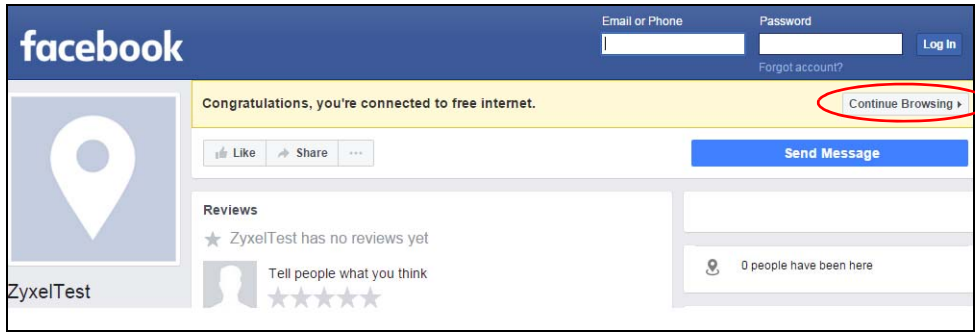 Email or Phone
Password
facebook
Log In
Forgot account?
Congratulations, you're connected to free internet.
Continue Browsing
Like
Share
Send Message
Reviews
ZyxelTest has no reviews yet
Tell people what you think
0 people have been here
ZyxelTest